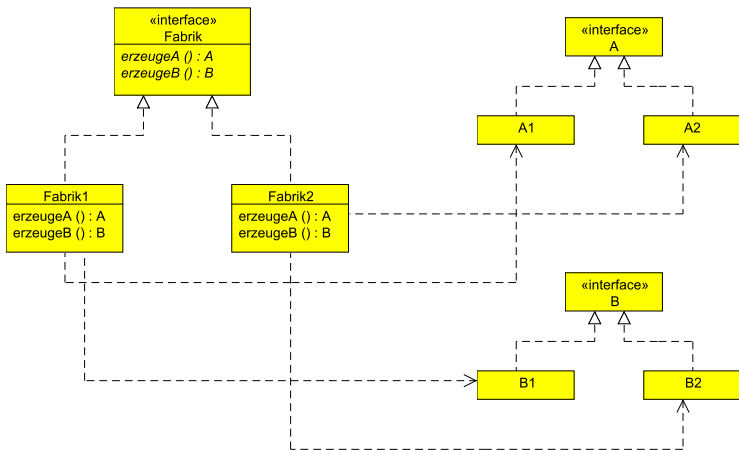 «interface»
Fabrik
erzeugeA () : A
erzeugeB () : B
«interface»
A
A1
A2
Fabrik1
erzeugeA () : A
erzeugeB () : B
Fabrik2
erzeugeA () : A
erzeugeB () : B
«interface»
B
B1
B2